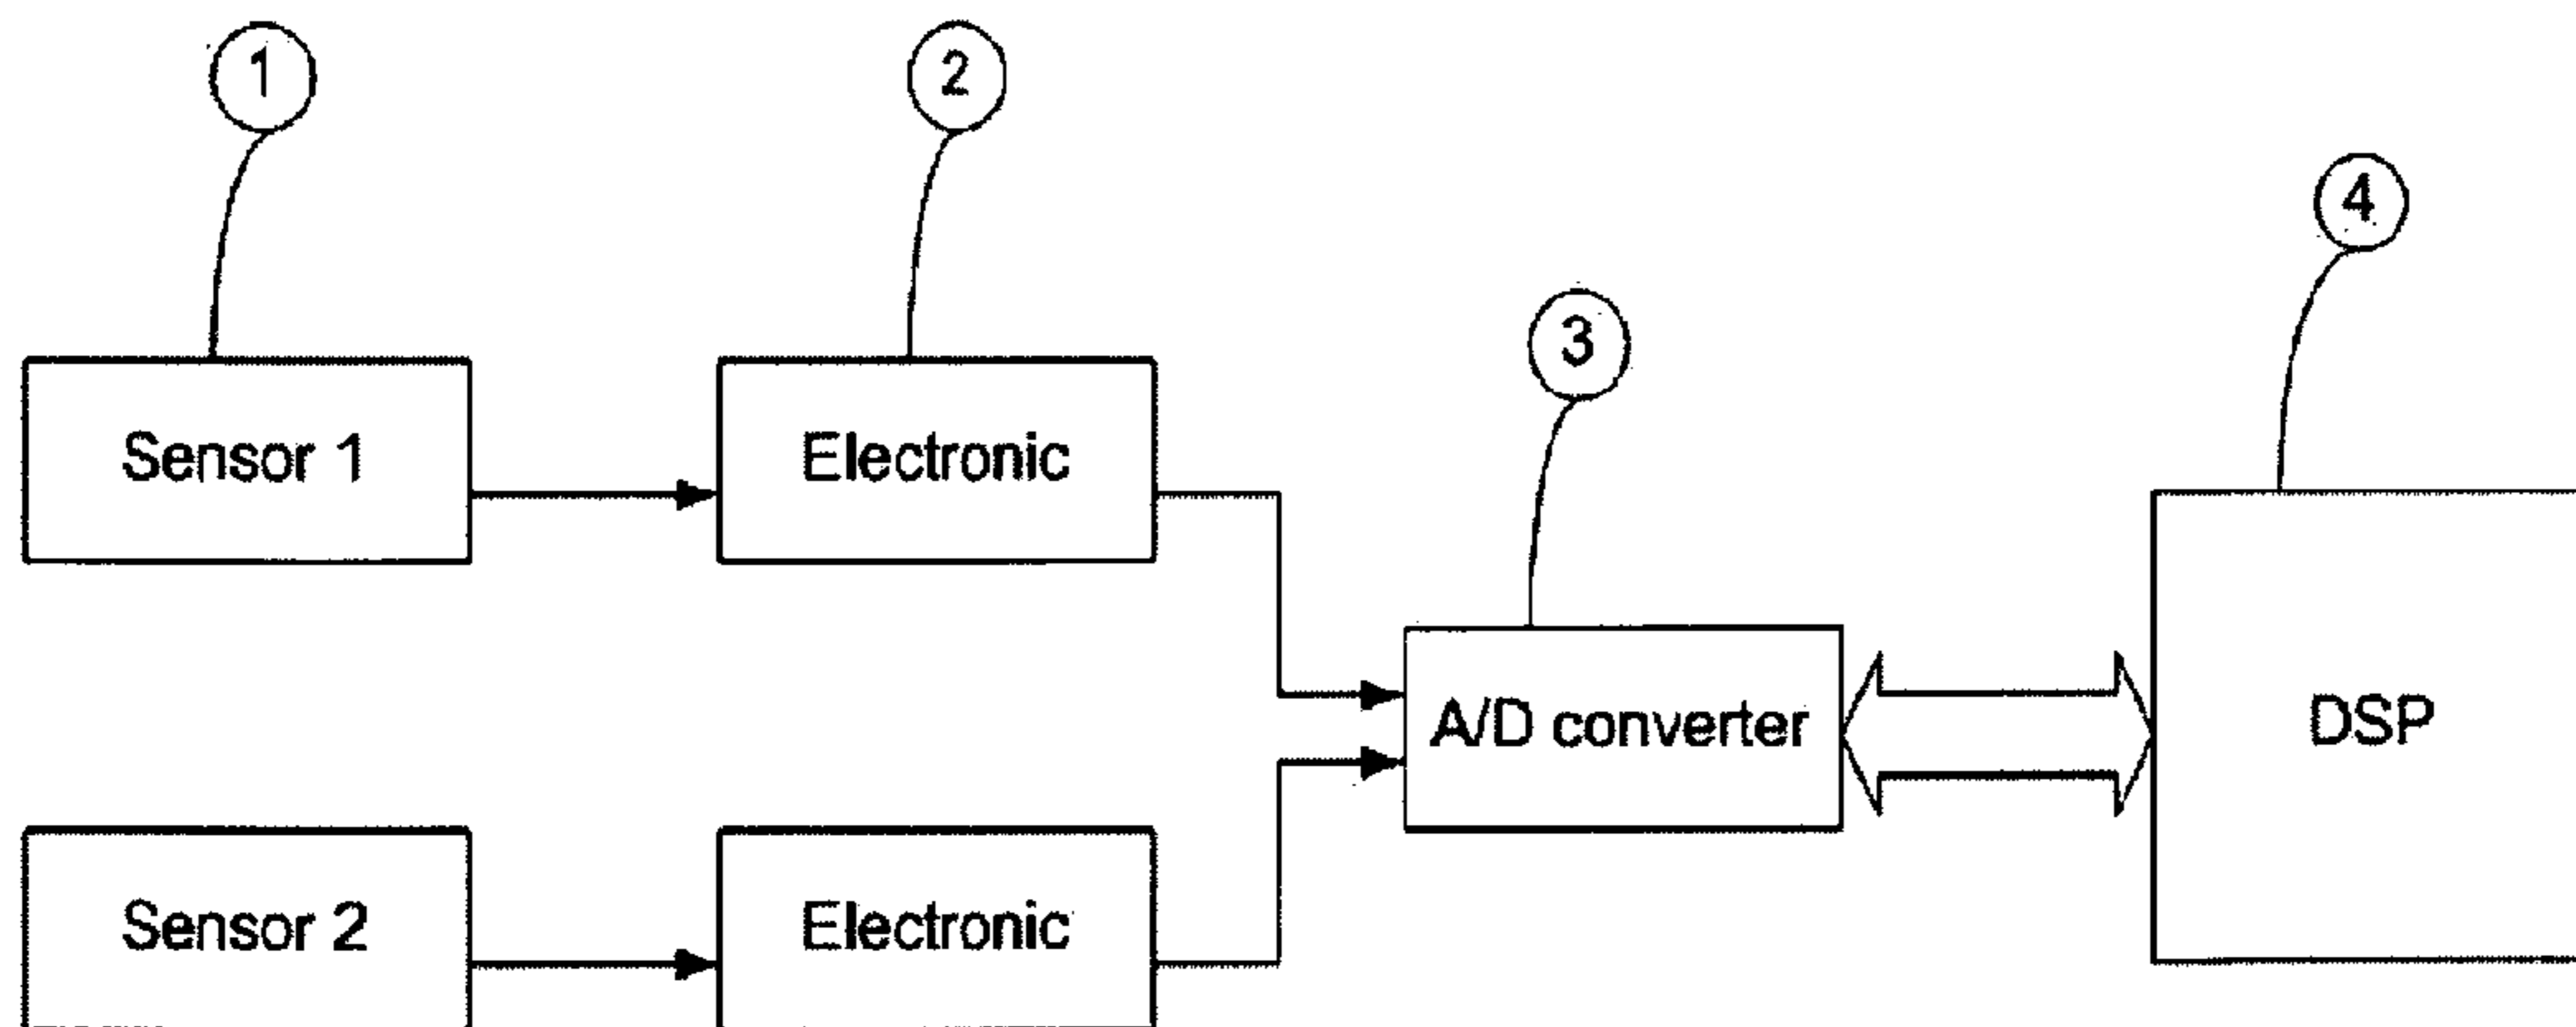 1
2
4
3
Sensor 1
Electronic
A/D converter
DSP
Sensor 2
Electronic